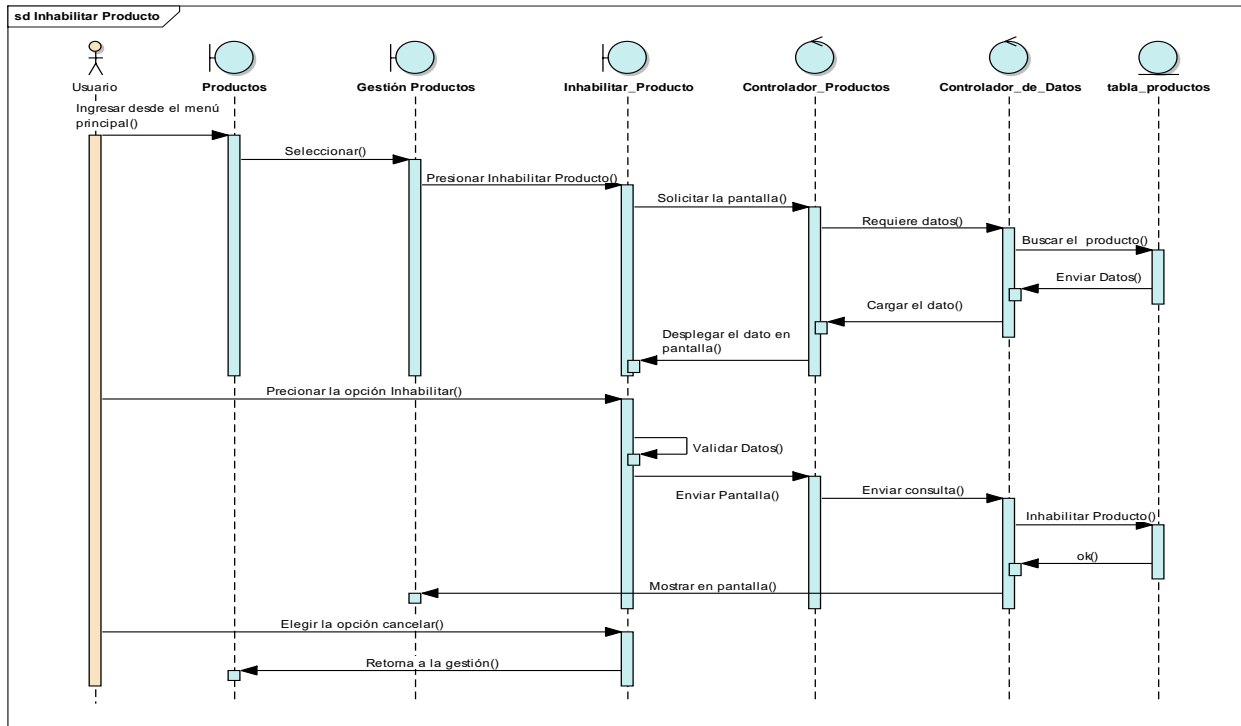 sd Inhabilitar Producto
Usuario
Productos
Gestión Productos
Inhabilitar_Producto
Controlador_Productos
Controlador_de_Datos
tabla_productos
Ingresar desde el menú
principal()
Seleccionar()
Presionar Inhabilitar Producto()
Solicitar la pantalla()
Requiere datos()
Buscar el producto()
Enviar Datos()
Cargar el dato()
Desplegar el dato en
pantalla()
Precionar la opción Inhabilitar()
Validar Datos()
Enviar Pantalla()
Enviar consulta()
Inhabilitar Producto()
ok()
Mostrar en pantalla()
Elegir la opción cancelar()
Retorna a la gestión()